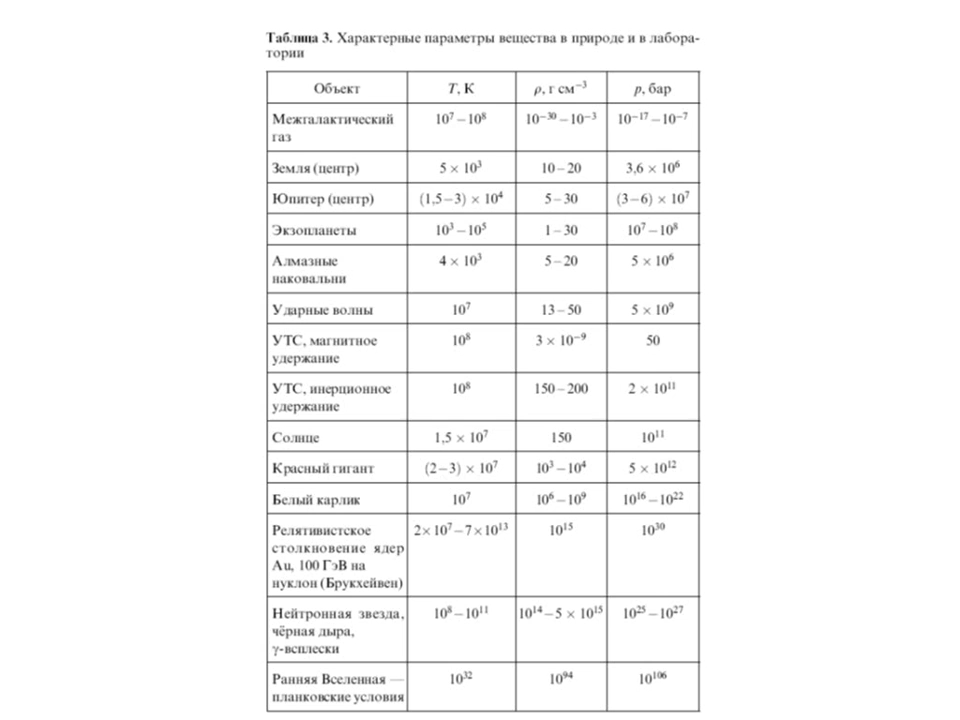 Таблица 3. Характерные параметры вещества в природе и в лабора-
тории
Объект T, К ρ, г см⁻³ p, бар
Межгалактический 10⁷ – 10⁸ 10⁻³⁰ – 10⁻³ 10⁻¹⁷ – 10⁻⁷
газ
Земля (центр) 5 × 10³ 10 – 20 3,6 × 10⁶
Юпитер (центр) (1,5–3) × 10⁴ 5 – 30 (3–6) × 10⁷
Экзопланеты 10³ – 10⁵ 1 – 30 10⁷ – 10⁸
Алмазные 4 × 10³ 5 – 20 5 × 10⁶
наковальни
Ударные волны 10⁷ 13 – 50 5 × 10⁹
УТС, магнитное 10⁸ 3 × 10⁻⁹ 50
удержание
УТС, инерционное 10⁸ 150 – 200 2 × 10¹¹
удержание
Солнце 1,5 × 10⁷ 150 10¹¹
Красный гигант (2–3) × 10⁷ 10³ – 10⁴ 5 × 10¹²
Белый карлик 10⁷ 10⁶ – 10⁹ 10¹⁶ – 10²²
Релятивистское 2 × 10⁷ – 7 × 10¹³ 10¹⁵ 10³⁰
столкновение ядер
Au, 100 ГэВ на
нуклон (Брукхейвен)
Нейтронная звезда, 10⁸ – 10¹¹ 10¹⁴ – 5 × 10¹⁵ 10²⁵ – 10²⁷
чёрная дыра,
γ-всплески
Ранняя Вселенная — 10³² 10⁹⁴ 10¹⁰⁶
планковские условия